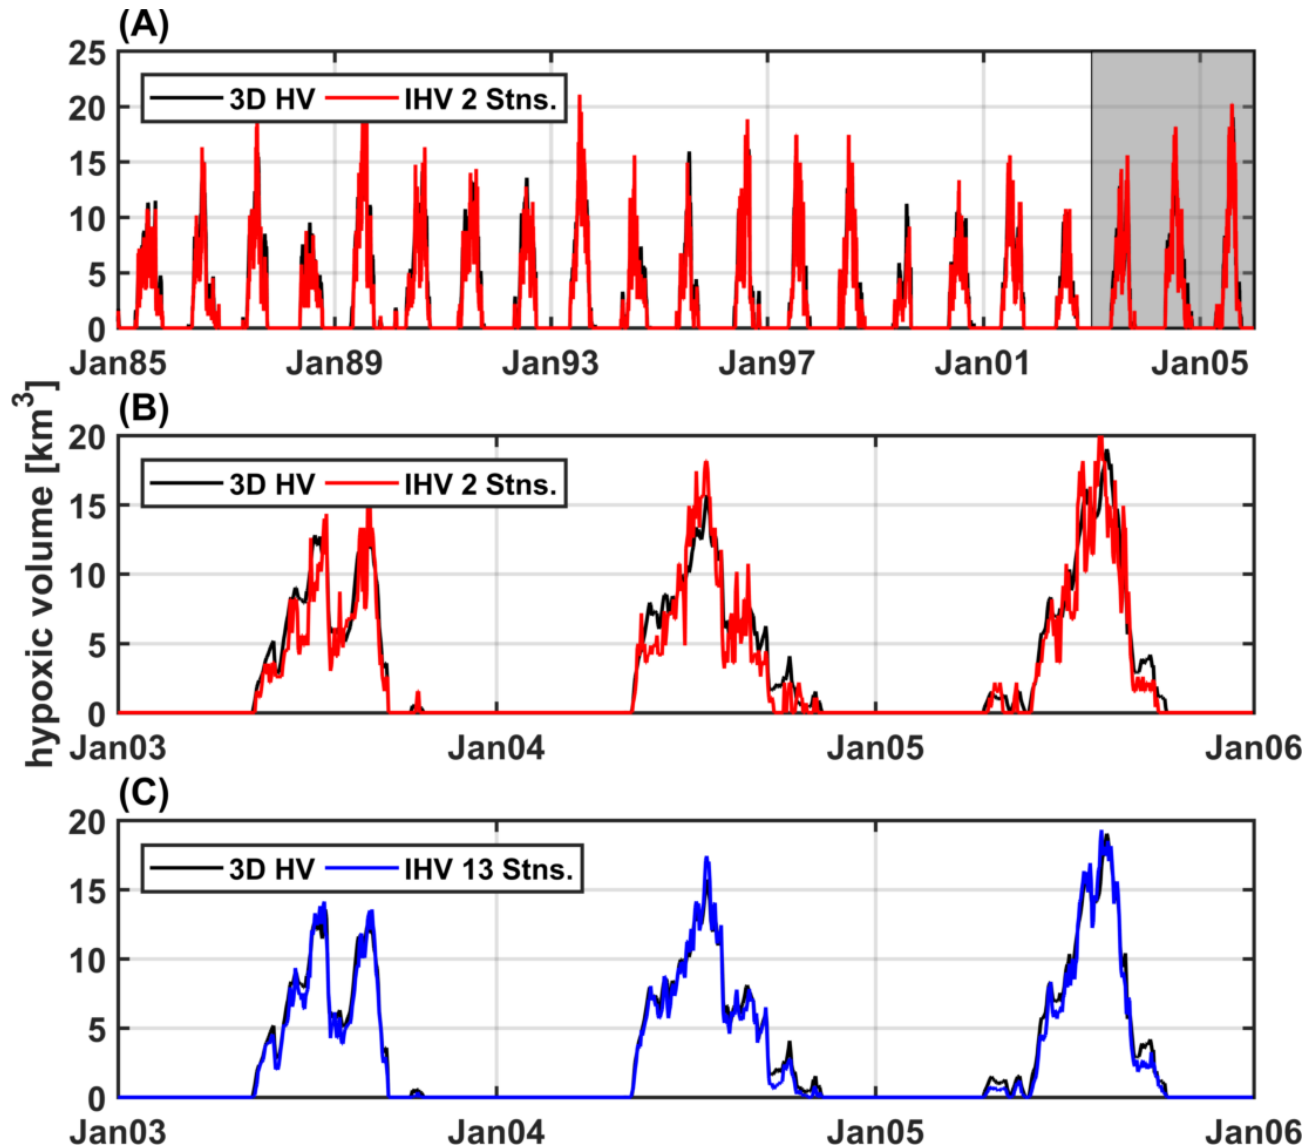 (A)
25
20
15
10
5
0
3D HV IHV 2 Stns.
Jan85 Jan89 Jan93 Jan97 Jan01 Jan05
hypoxic volume [km³]
(B)
20
15
10
5
0
3D HV IHV 2 Stns.
Jan03 Jan04 Jan05 Jan06
(C)
20
15
10
5
0
3D HV IHV 13 Stns.
Jan03 Jan04 Jan05 Jan06